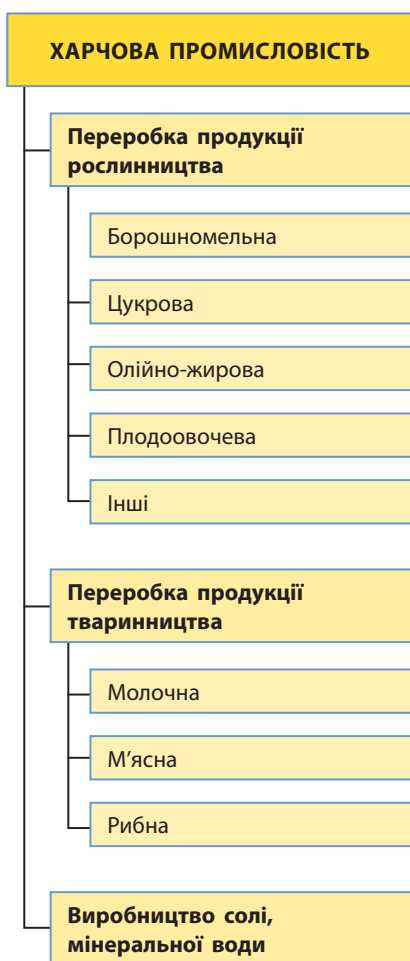 ХАРЧОВА ПРОМИСЛОВІСТЬ
Переробка продукції
рослинництва
Борошномельна
Цукрова
Олійно-жирова
Плодоовочева
Інші
Переробка продукції
тваринництва
Молочна
М’ясна
Рибна
Виробництво солі,
мінеральної води